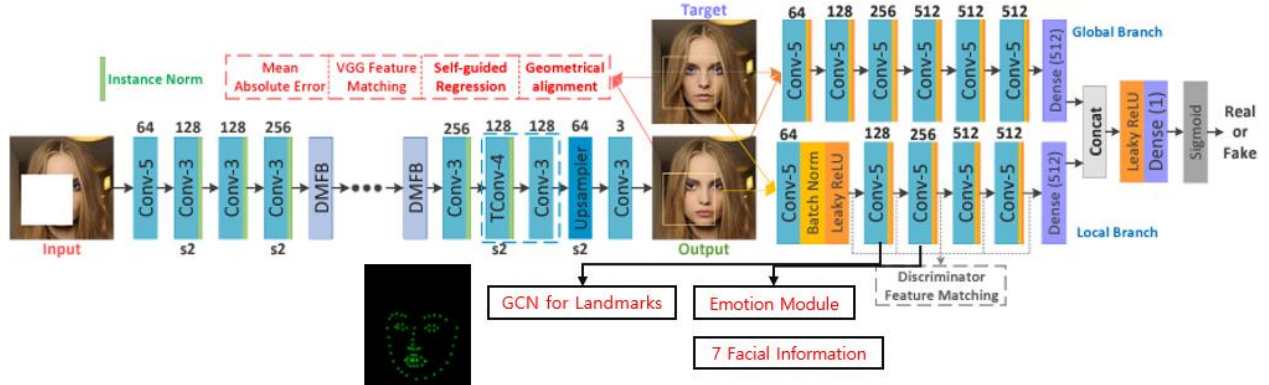 Target
64 128 256 512 512 512
Conv-5 Conv-5 Conv-5 Conv-5 Conv-5 Conv-5
Dense (512)
Global Branch
Instance Norm
Mean Absolute Error
VGG Feature Matching
Self-guided Regression
Geometrical alignment
Input
64 128 128 256
Conv-5 Conv-3 Conv-3 Conv-3
s2 s2
DMFB
DMFB
256 128 128 64 3
Conv-3 TConv-4 Conv-3 Upsampler Conv-3
s2 s2
Output
64 128 256 512 512
Conv-5 Batch Norm Leaky ReLU Conv-5 Conv-5 Conv-5 Conv-5
Dense (512)
Local Branch
Concat
Leaky ReLU
Dense (1)
Sigmoid
Real
or
Fake
Discriminator
Feature Matching
GCN for Landmarks
Emotion Module
7 Facial Information